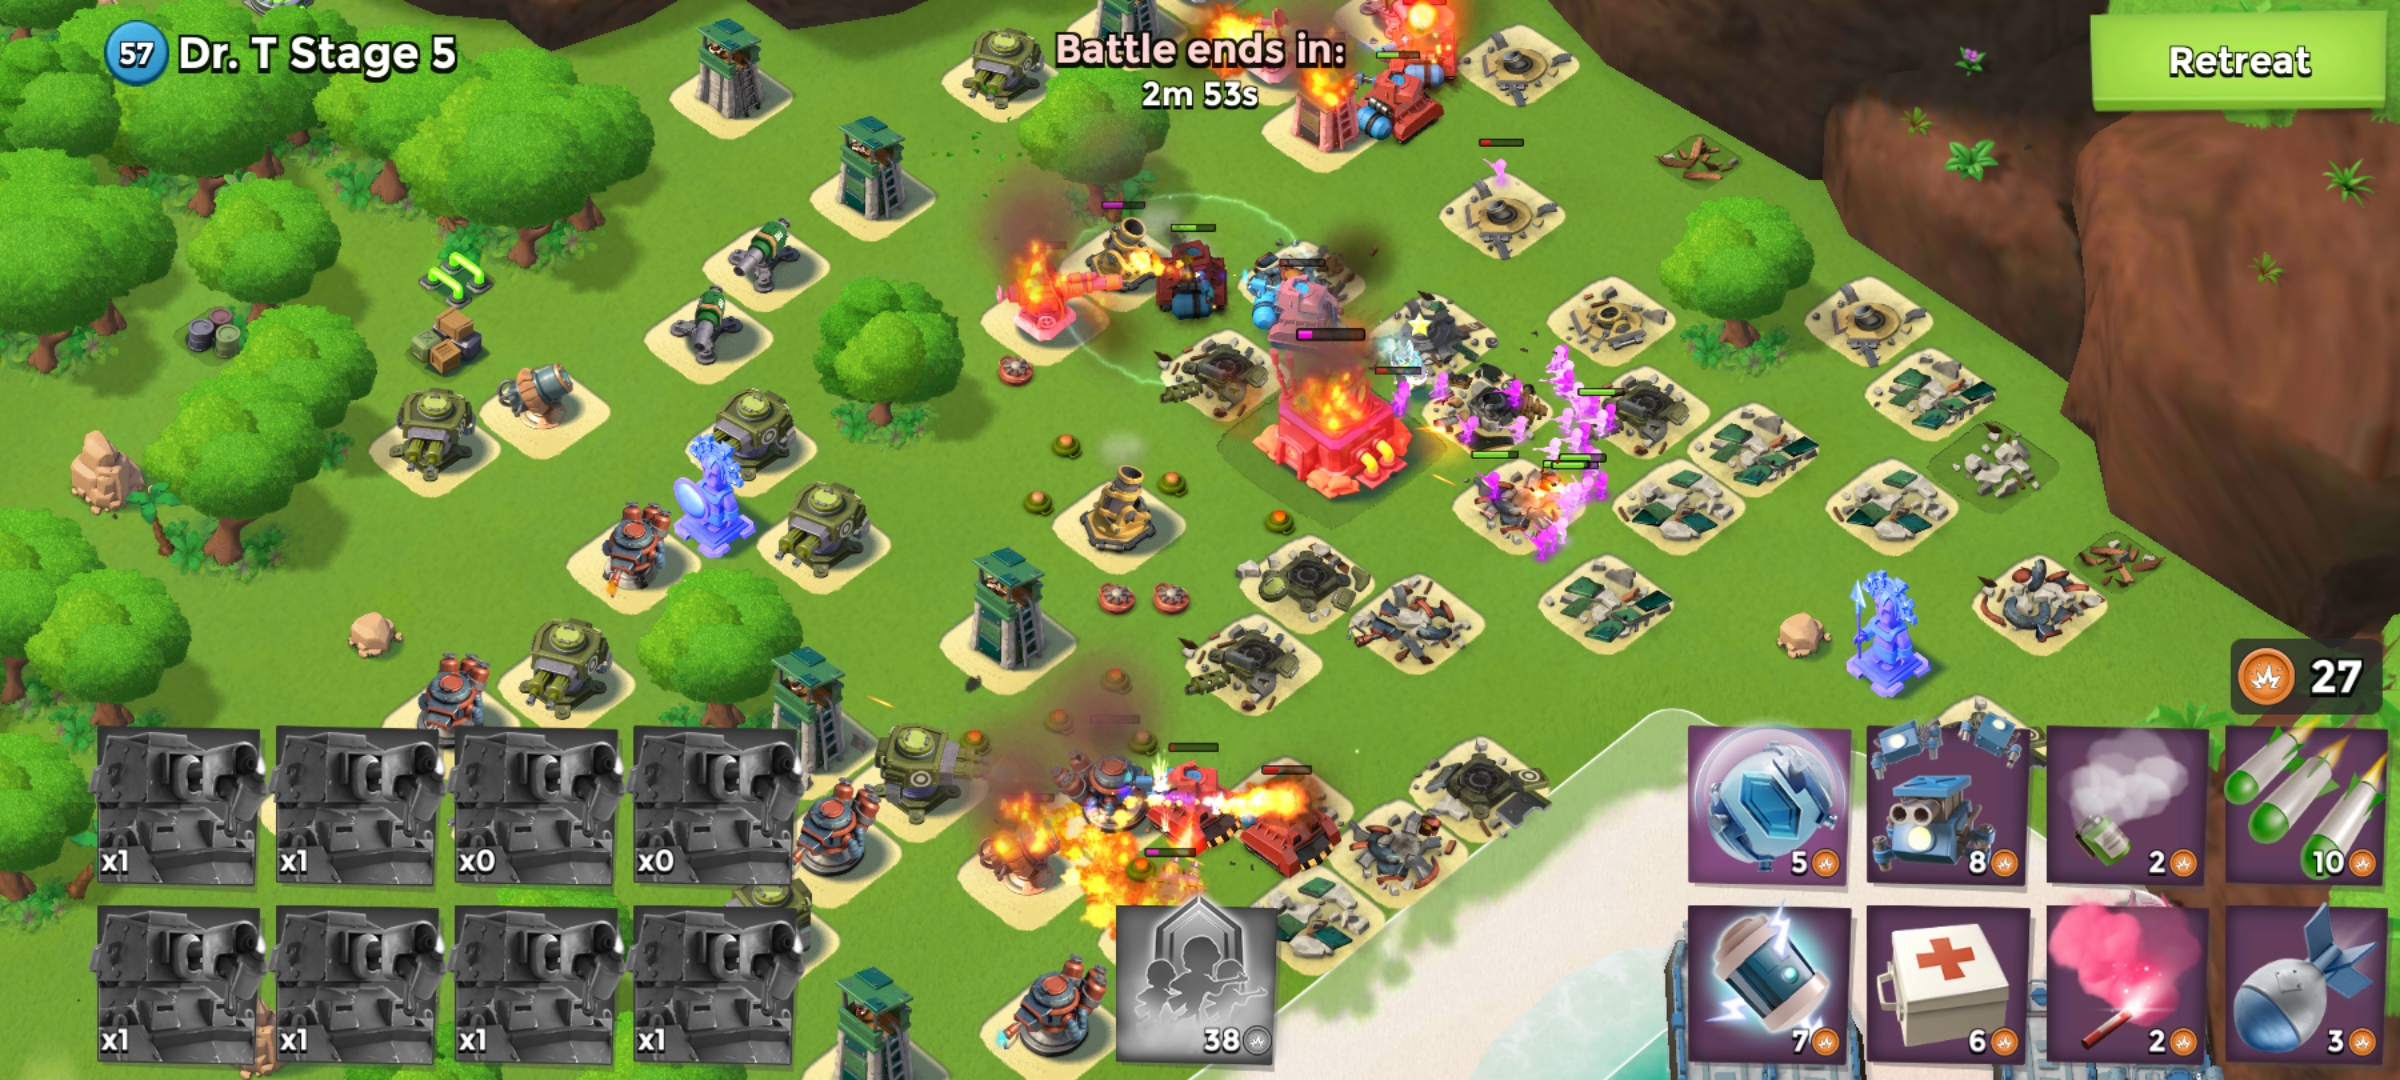 57 Dr. T Stage 5
Battle ends in:
2m 53s
Retreat
27
x1
x1
x0
x0
5
8
2
10
x1
x1
x1
x1
38
7
6
2
3